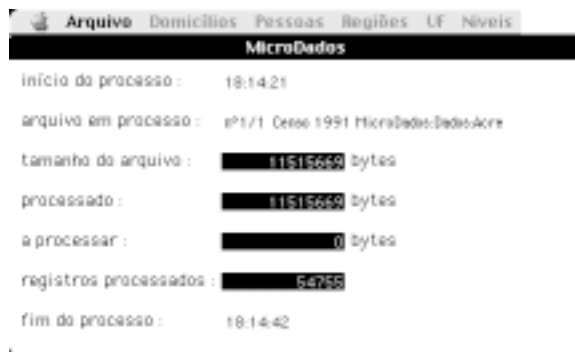 Arquivo Domicílios Pessoas Regiões UF Níveis
MicroDados
início do processo : 18:14:21
arquivo em processo : nº1/1 Censo 1991 MicroDados:Dados:Acre
tamanho do arquivo : 11515669 bytes
processado : 11515669 bytes
a processar : 0 bytes
registros processados : 54755
fim do processo : 18:14:42